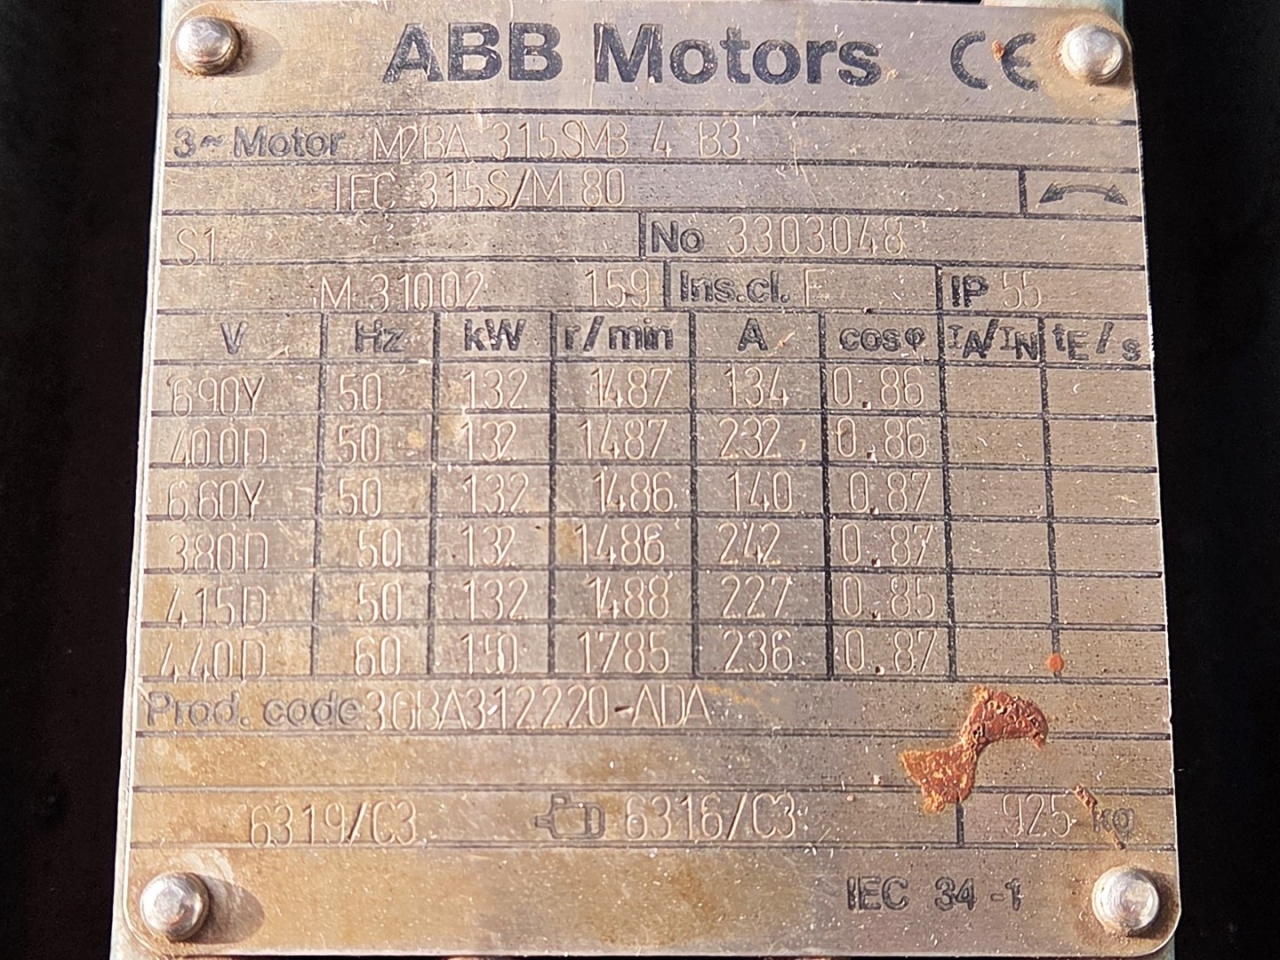 ABB Motors CE
3~ Motor M2BA 315SMB 4 B3
IEC 315S/M 80
S1 No 3303048
M 31002 159 Ins.cl. F IP 55
V Hz kW r/min A cosφ IA/IN tE/s
690Y 50 132 1487 134 0.86
400D 50 132 1487 232 0.86
660Y 50 132 1486 140 0.87
380D 50 132 1486 242 0.87
415D 50 132 1488 227 0.85
440D 60 150 1785 236 0.87
Prod. code 3GBA312220-ADA
6319/C3 6316/C3 925 kg
IEC 34-1